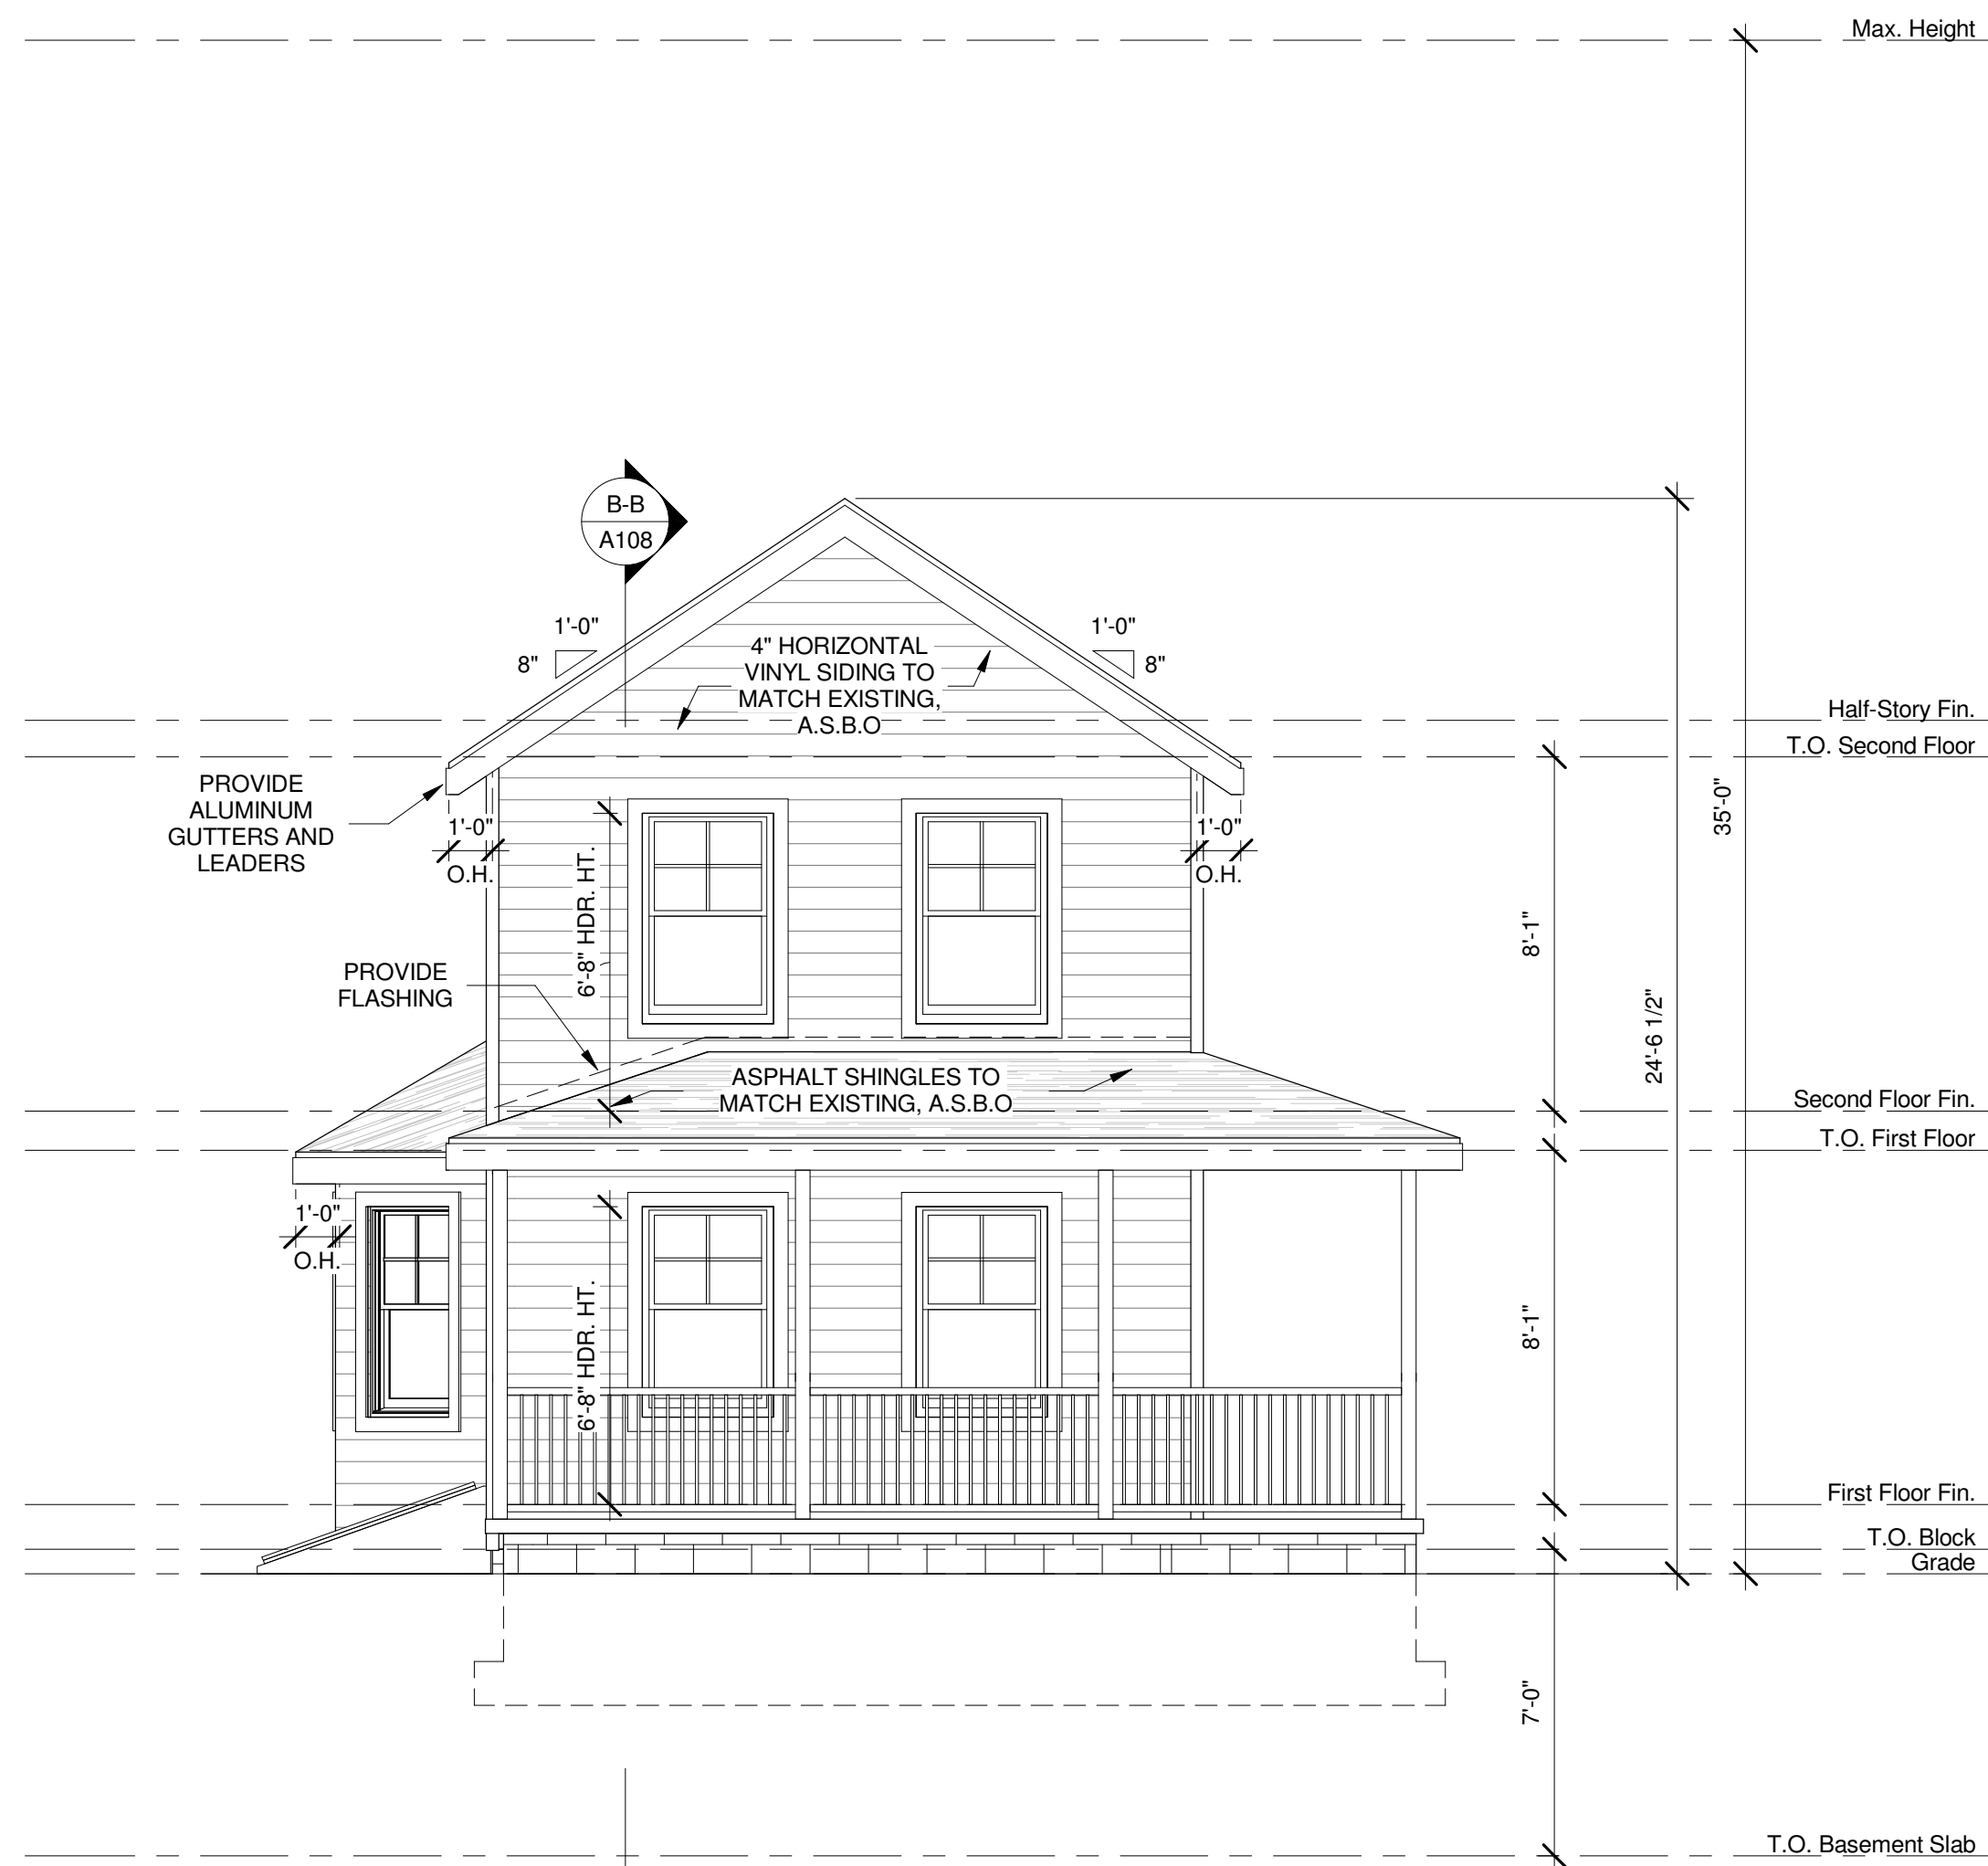 Max. Height
B-B
A108
1'-0"
8"
1'-0"
8"
4" HORIZONTAL
VINYL SIDING TO
MATCH EXISTING,
A.S.B.O
Half-Story Fin.
T.O. Second Floor
PROVIDE
ALUMINUM
GUTTERS AND
LEADERS
1'-0"
O.H.
1'-0"
O.H.
35'-0"
6'-8" HDR. HT.
8'-1"
PROVIDE
FLASHING
24'-6 1/2"
ASPHALT SHINGLES TO
MATCH EXISTING, A.S.B.O
Second Floor Fin.
T.O. First Floor
1'-0"
O.H.
6'-8" HDR. HT.
8'-1"
First Floor Fin.
T.O. Block
Grade
7'-0"
T.O. Basement Slab